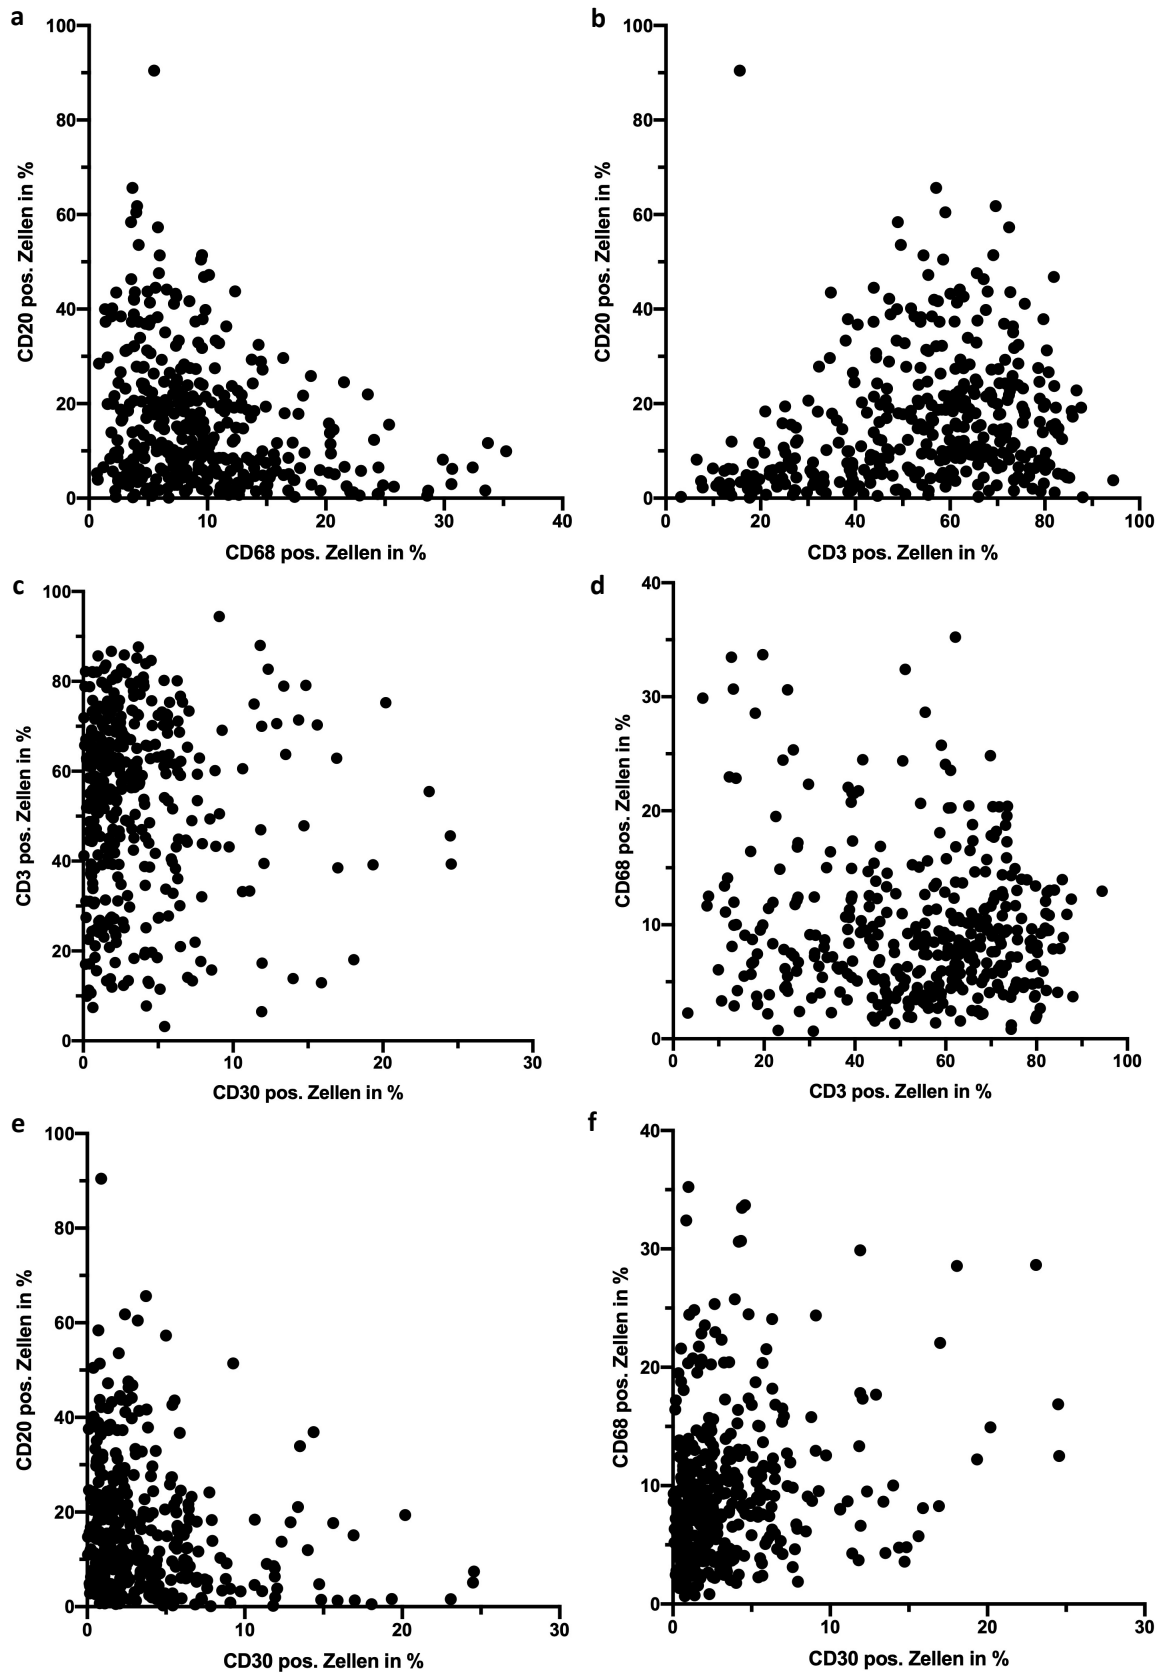 a
100
80
60
40
20
0
CD20 pos. Zellen in %
0 10 20 30 40
CD68 pos. Zellen in %
b
100
80
60
40
20
0
CD20 pos. Zellen in %
0 20 40 60 80 100
CD3 pos. Zellen in %
c
100
80
60
40
20
0
CD3 pos. Zellen in %
0 10 20 30
CD30 pos. Zellen in %
d
40
30
20
10
0
CD68 pos. Zellen in %
0 20 40 60 80 100
CD3 pos. Zellen in %
e
100
80
60
40
20
0
CD20 pos. Zellen in %
0 10 20 30
CD30 pos. Zellen in %
f
40
30
20
10
0
CD68 pos. Zellen in %
0 10 20 30
CD30 pos. Zellen in %